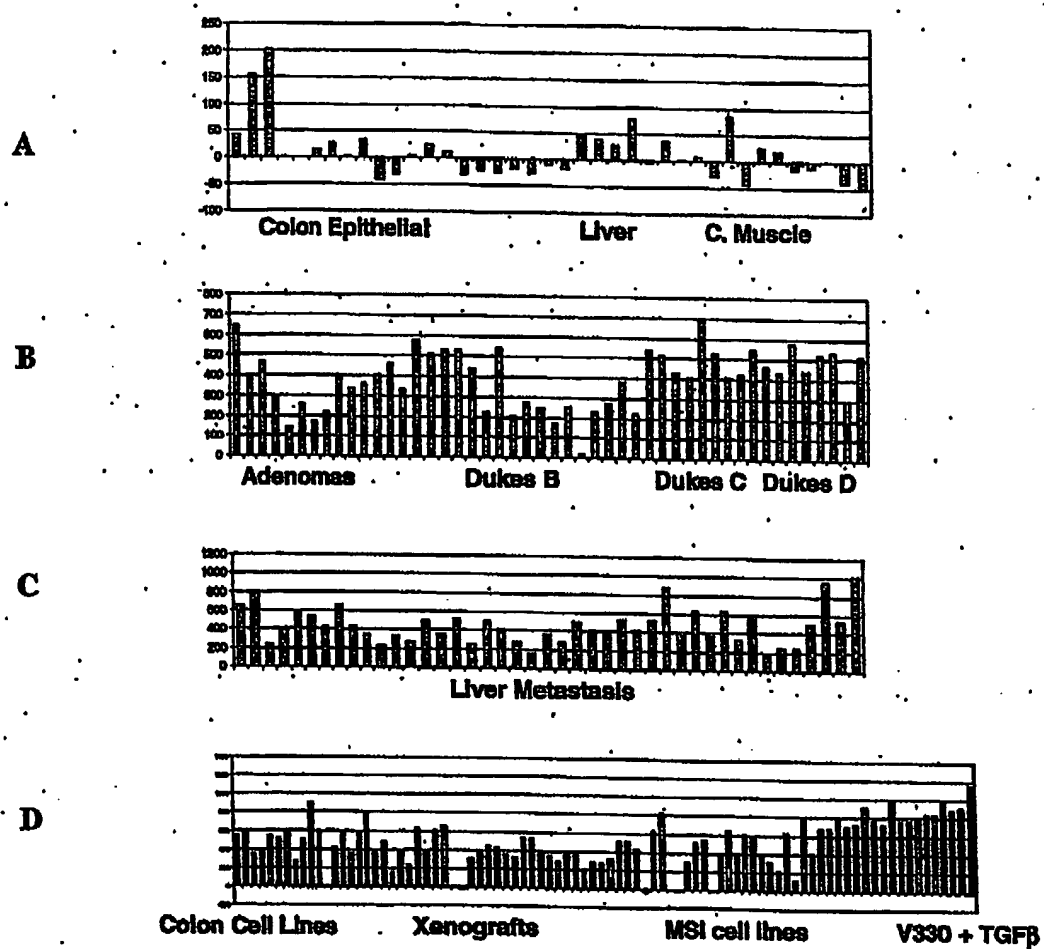 A
250
200
150
100
50
0
-50
-100
Colon Epithelial
Liver
C. Muscle
B
800
700
600
500
400
300
200
100
0
Adenomas
Dukes B
Dukes C
Dukes D
C
1200
1000
800
600
400
200
0
Liver Metastasis
D
Colon Cell Lines
Xenografts
MSI cell lines
V330 + TGFβ